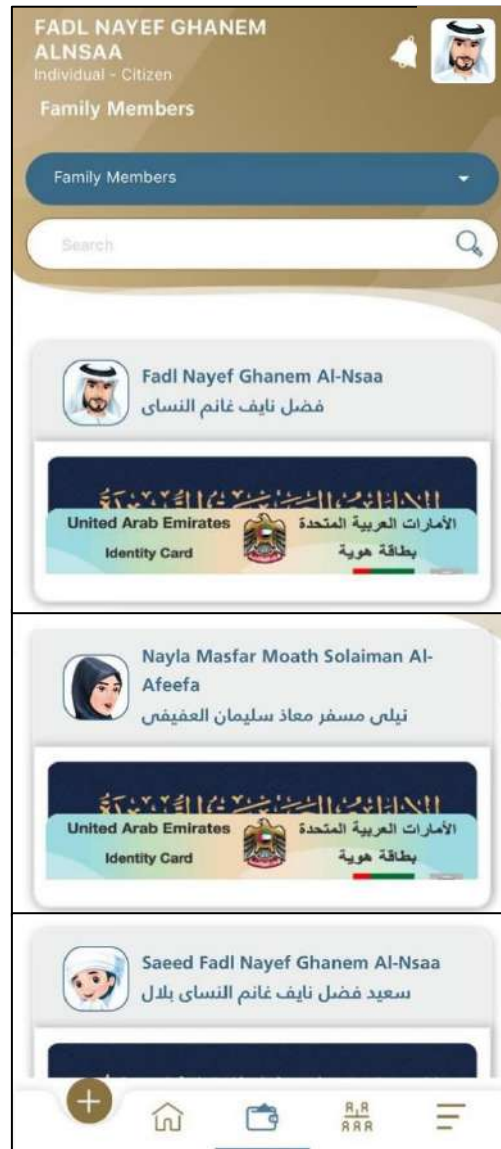 FADL NAYEF GHANEM
ALNSAA
Individual - Citizen
Family Members
Family Members
Search
Fadl Nayef Ghanem Al-Nsaa
فضل نايف غانم النساى
United Arab Emirates
الأمارات العربية المتحدة
Identity Card
بطاقة هوية
Nayla Masfar Moath Solaiman Al-
Afeefa
نيلى مسفر معاذ سليمان العفيفى
United Arab Emirates
الأمارات العربية المتحدة
Identity Card
بطاقة هوية
Saeed Fadl Nayef Ghanem Al-Nsaa
سعيد فضل نايف غانم النساى بلال